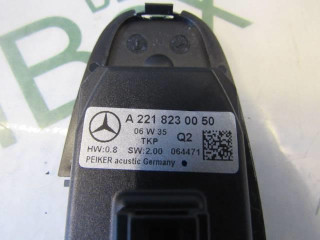 A 221 823 00 50
06 W 35 Q2
TKP
HW:0.8 SW:2.00 064471
PEIKER acustic Germany